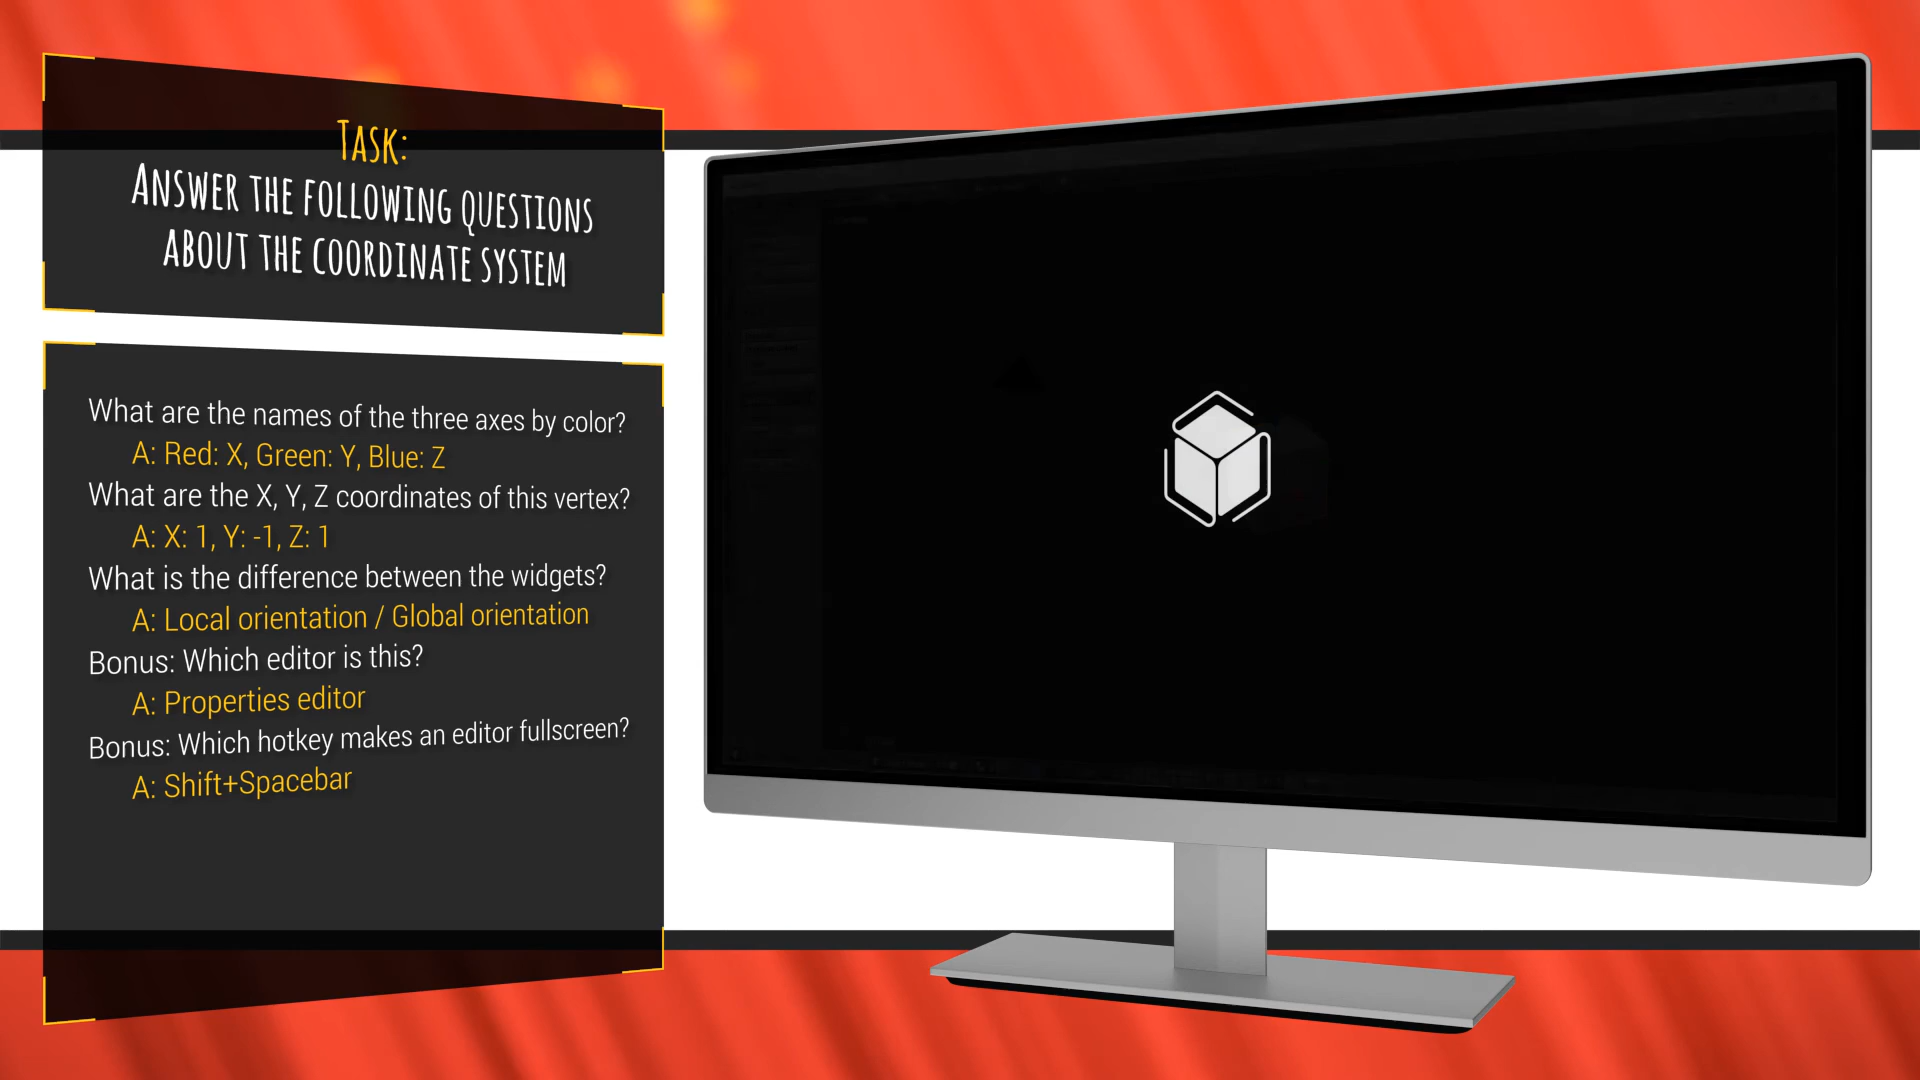 Task:
Answer the following questions
about the coordinate system
What are the names of the three axes by color?
A: Red: X, Green: Y, Blue: Z
What are the X, Y, Z coordinates of this vertex?
A: X: 1, Y: -1, Z: 1
What is the difference between the widgets?
A: Local orientation / Global orientation
Bonus: Which editor is this?
A: Properties editor
Bonus: Which hotkey makes an editor fullscreen?
A: Shift+Spacebar